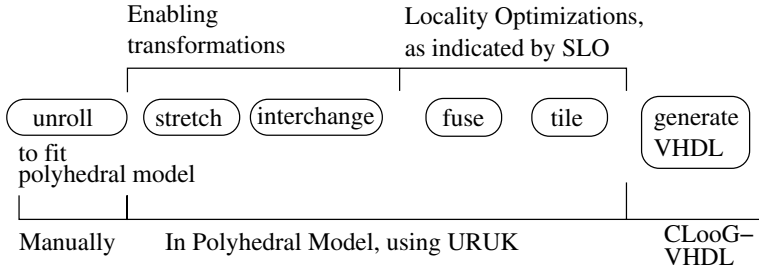 Enabling
transformations
Locality Optimizations,
as indicated by SLO
unroll
stretch
interchange
fuse
tile
generate
VHDL
to fit
polyhedral model
Manually
In Polyhedral Model, using URUK
CLooG−
VHDL